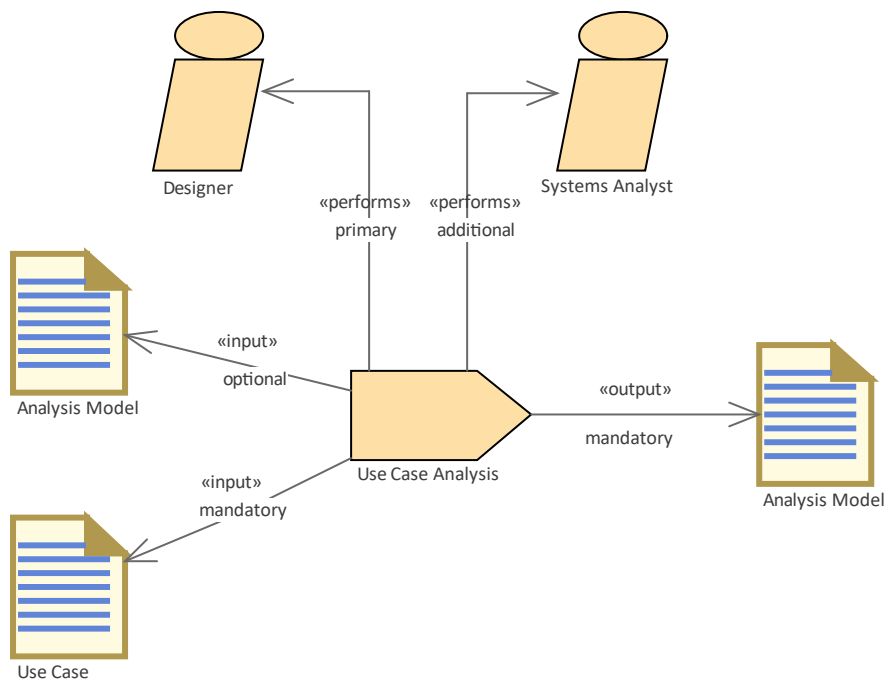 Designer
Systems Analyst
«performs»
primary
«performs»
additional
«input»
optional
Analysis Model
«output»
mandatory
Use Case Analysis
Analysis Model
«input»
mandatory
Use Case